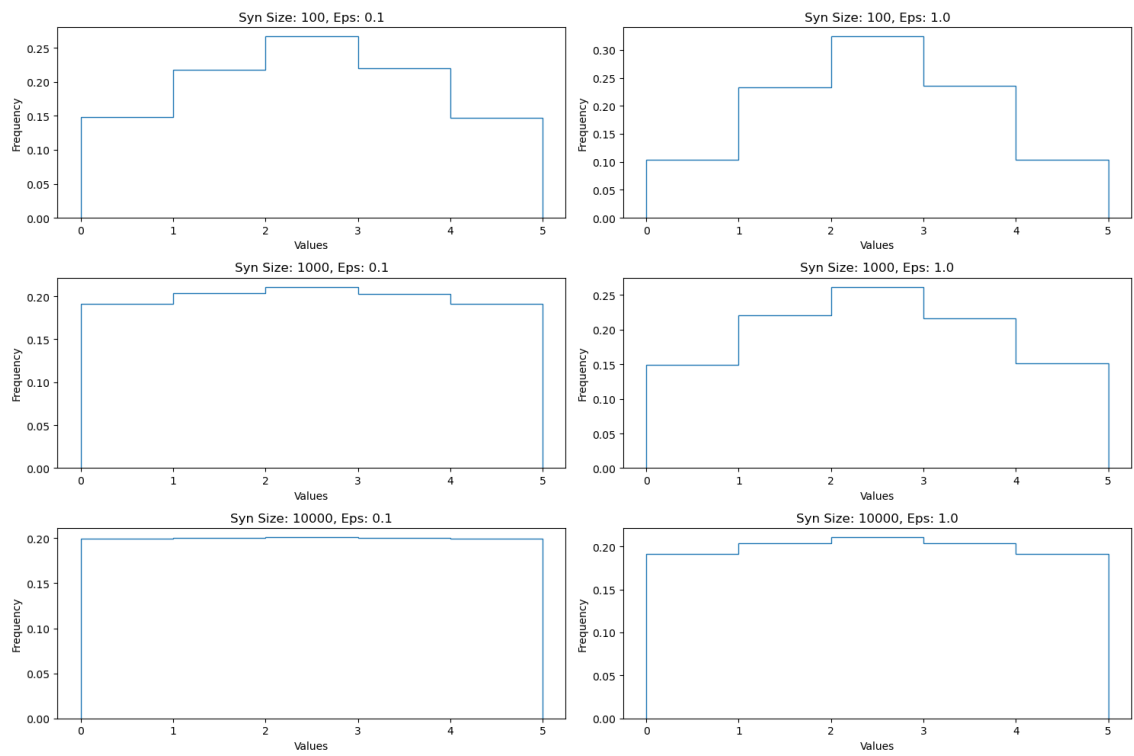 Syn Size: 100, Eps: 0.1
Frequency
0.25
0.20
0.15
0.10
0.05
0.00
0 1 2 3 4 5
Values
Syn Size: 100, Eps: 1.0
Frequency
0.30
0.25
0.20
0.15
0.10
0.05
0.00
0 1 2 3 4 5
Values
Syn Size: 1000, Eps: 0.1
Frequency
0.20
0.15
0.10
0.05
0.00
0 1 2 3 4 5
Values
Syn Size: 1000, Eps: 1.0
Frequency
0.25
0.20
0.15
0.10
0.05
0.00
0 1 2 3 4 5
Values
Syn Size: 10000, Eps: 0.1
Frequency
0.20
0.15
0.10
0.05
0.00
0 1 2 3 4 5
Values
Syn Size: 10000, Eps: 1.0
Frequency
0.20
0.15
0.10
0.05
0.00
0 1 2 3 4 5
Values